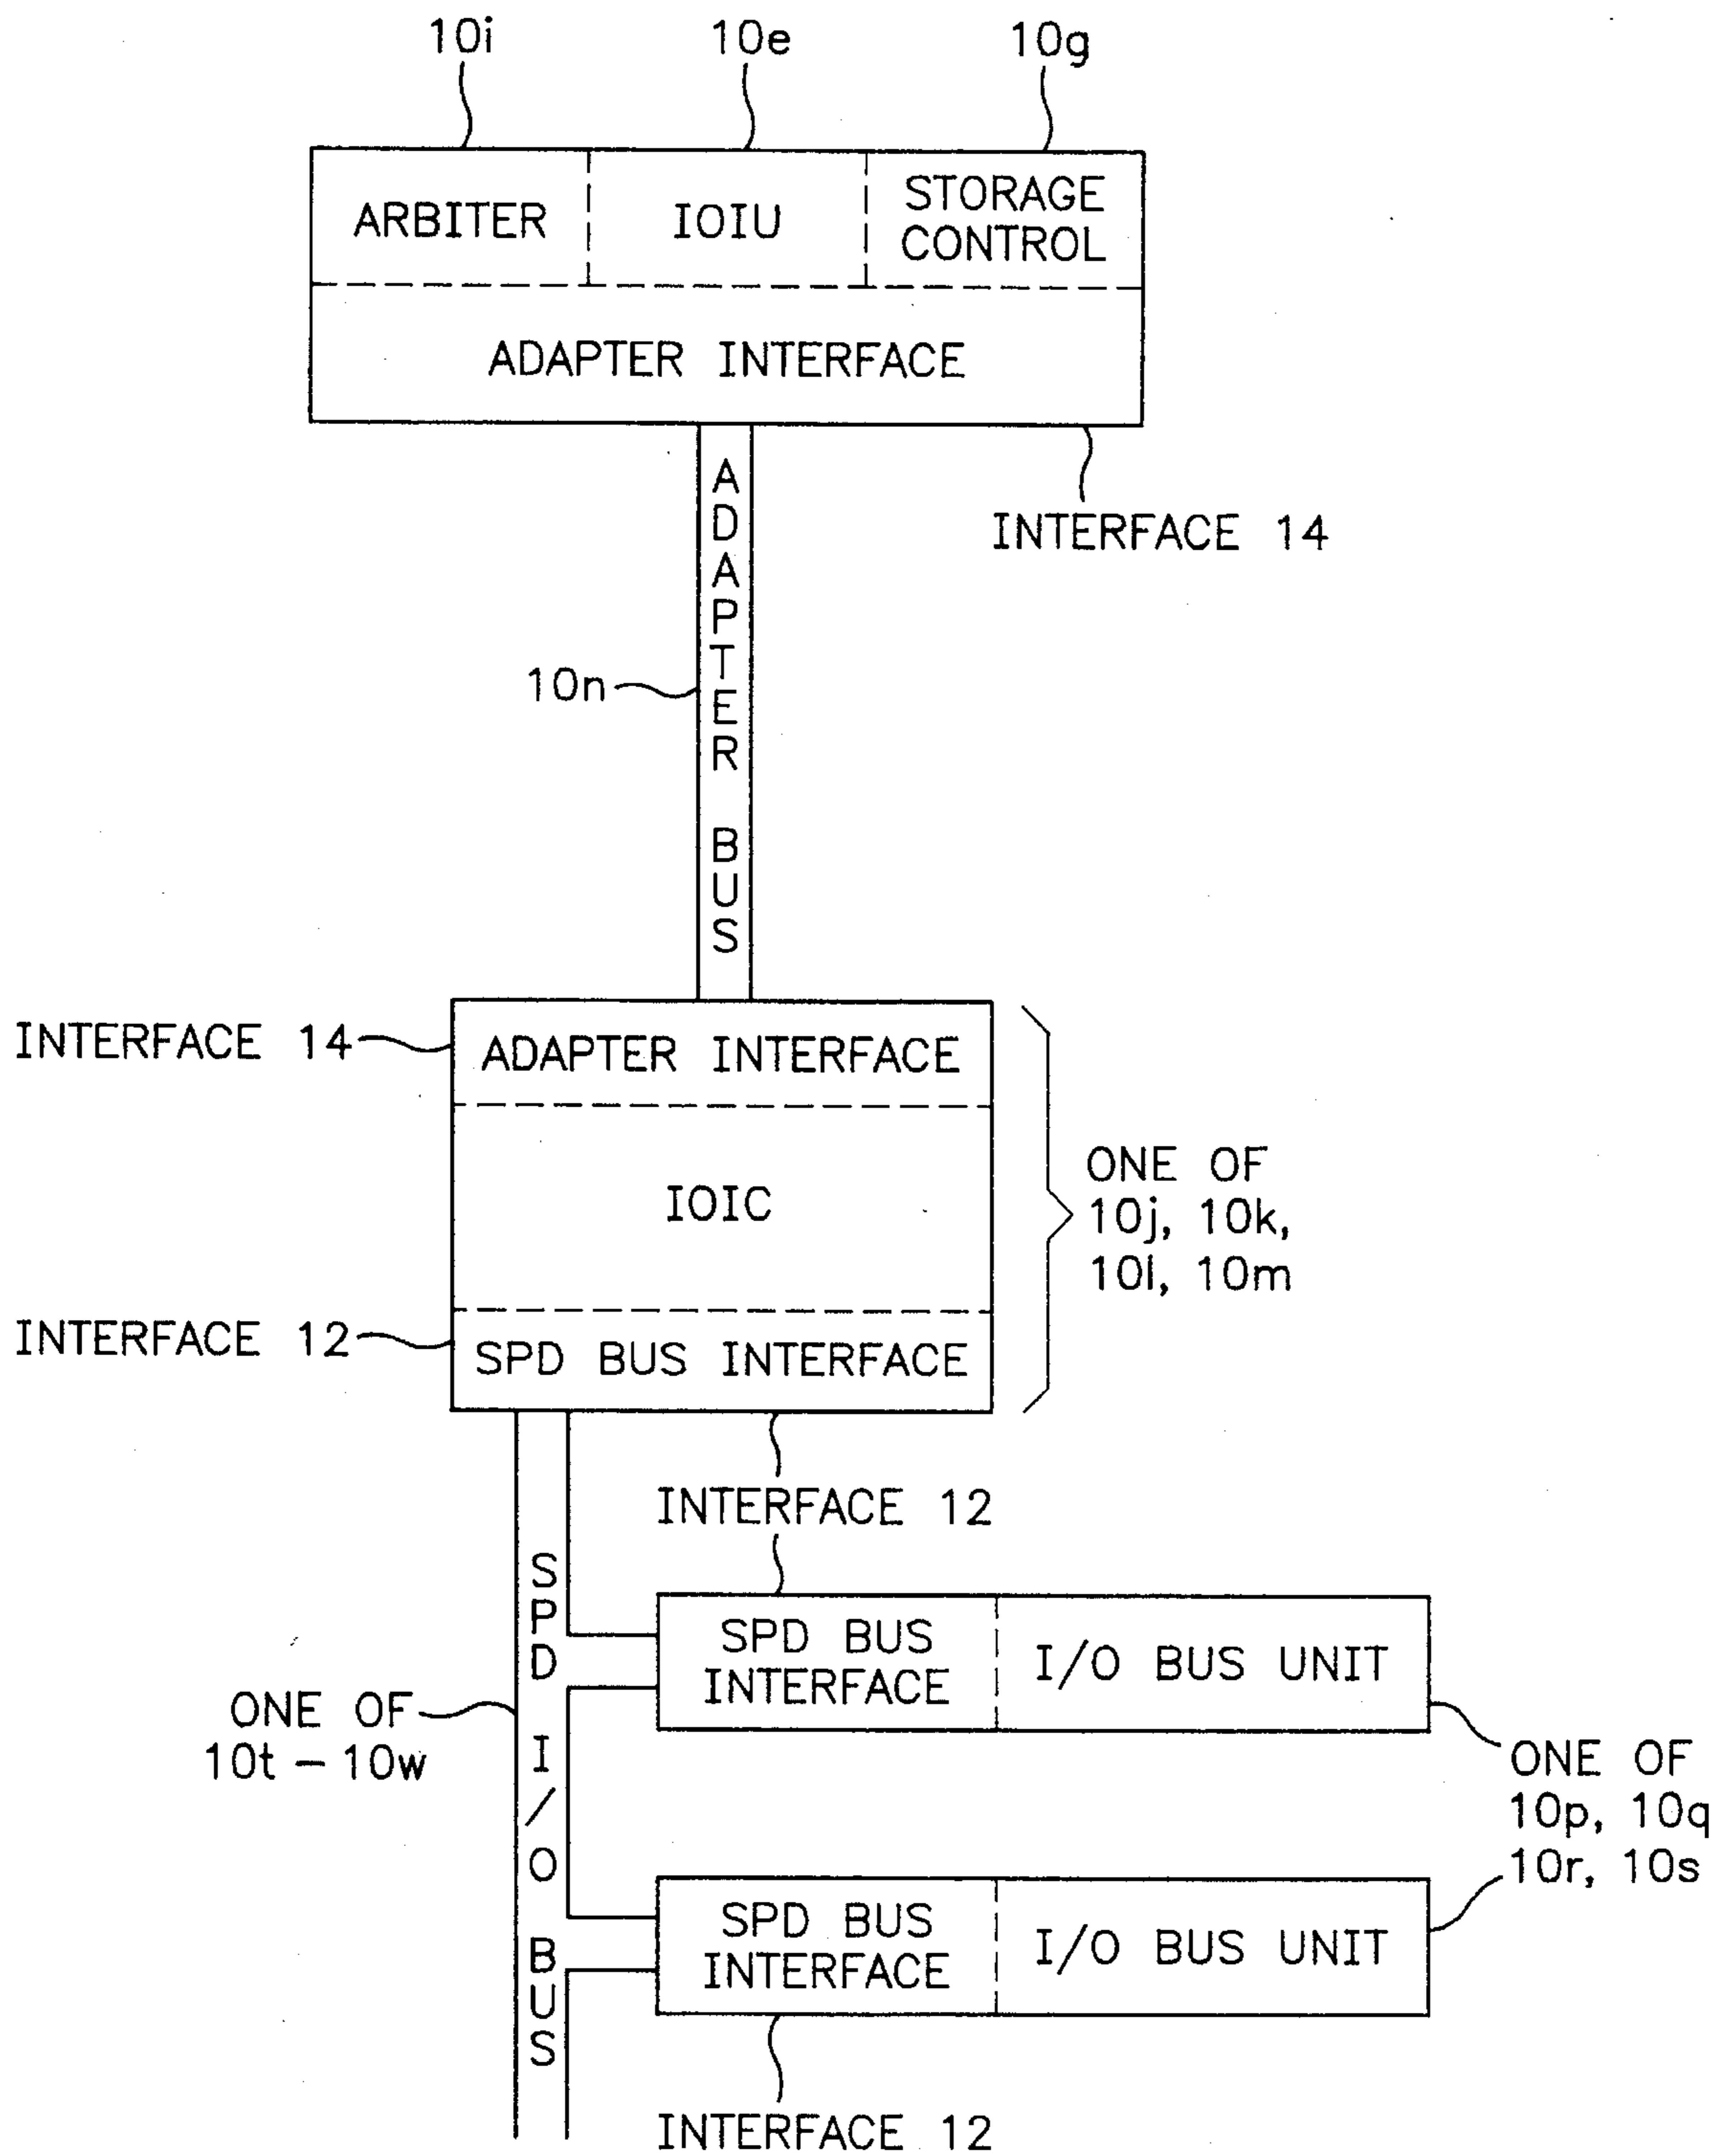 10i 10e 10g
ARBITER
IOIU
STORAGE
CONTROL
ADAPTER INTERFACE
INTERFACE 14
ADAPTER BUS
10n
INTERFACE 14
ADAPTER INTERFACE
IOIC
ONE OF
10j, 10k,
10l, 10m
INTERFACE 12
SPD BUS INTERFACE
INTERFACE 12
SPD I/O BUS
SPD BUS
INTERFACE
I/O BUS UNIT
ONE OF
10t – 10w
ONE OF
10p, 10q
10r, 10s
SPD BUS
INTERFACE
I/O BUS UNIT
INTERFACE 12